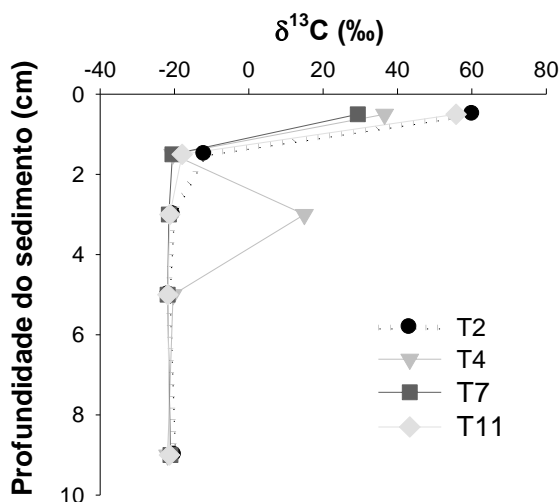 δ¹³C (‰)
-40 -20 0 20 40 60 80
Profundidade do sedimento (cm)
0
2
4
6
8
10
T2
T4
T7
T11